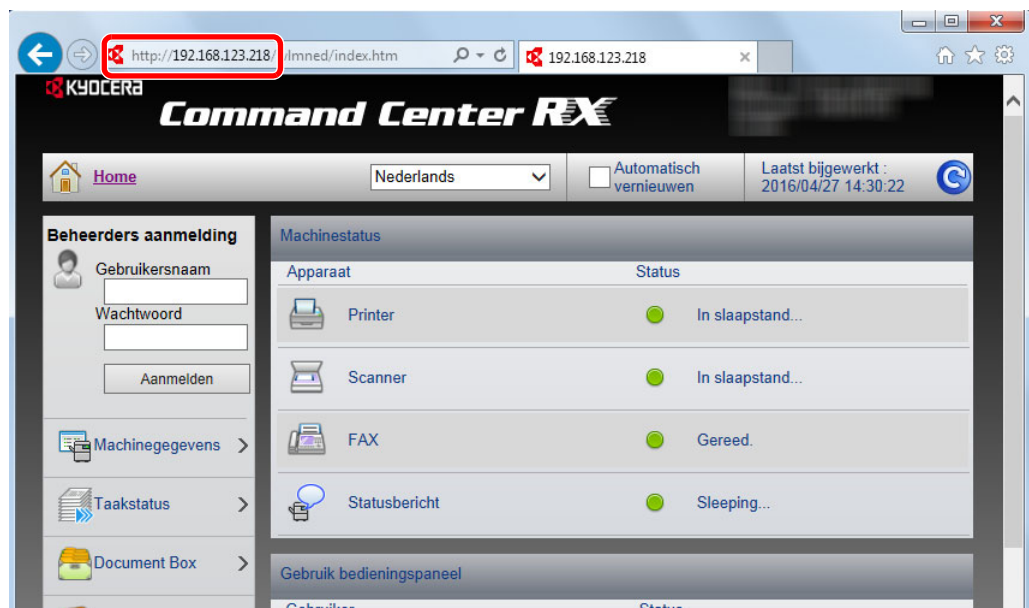 http://192.168.123.218/ lmned/index.htm
192.168.123.218
KYOCERA
Command Center RX
Home
Nederlands
Automatisch
vernieuwen
Laatst bijgewerkt :
2016/04/27 14:30:22
Beheerders aanmelding
Gebruikersnaam
Wachtwoord
Aanmelden
Machinegegevens
Taakstatus
Document Box
Machinestatus
Apparaat Status
Printer In slaapstand...
Scanner In slaapstand...
FAX Gereed.
Statusbericht Sleeping...
Gebruik bedieningspaneel